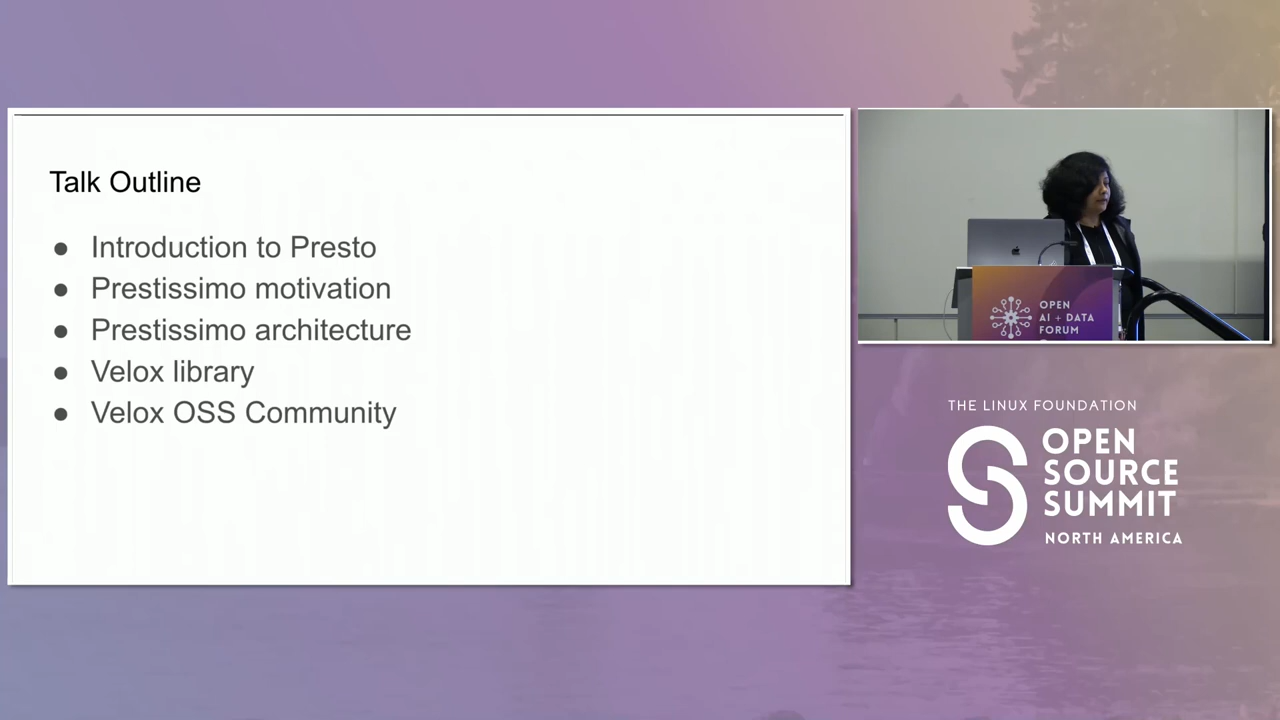 Talk Outline
● Introduction to Presto
● Prestissimo motivation
● Prestissimo architecture
● Velox library
● Velox OSS Community
OPEN
AI + DATA
FORUM
THE LINUX FOUNDATION
OPEN
SOURCE
SUMMIT
NORTH AMERICA